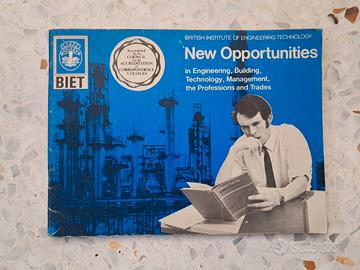 BRITISH INSTITUTE OF ENGINEERING TECHNOLOGY
New Opportunities
in Engineering, Building,
Technology, Management,
the Professions and Trades
BIET
Accredited
by the
COUNCIL
for the
ACCREDITATION
of
CORRESPONDENCE
COLLEGES
subito